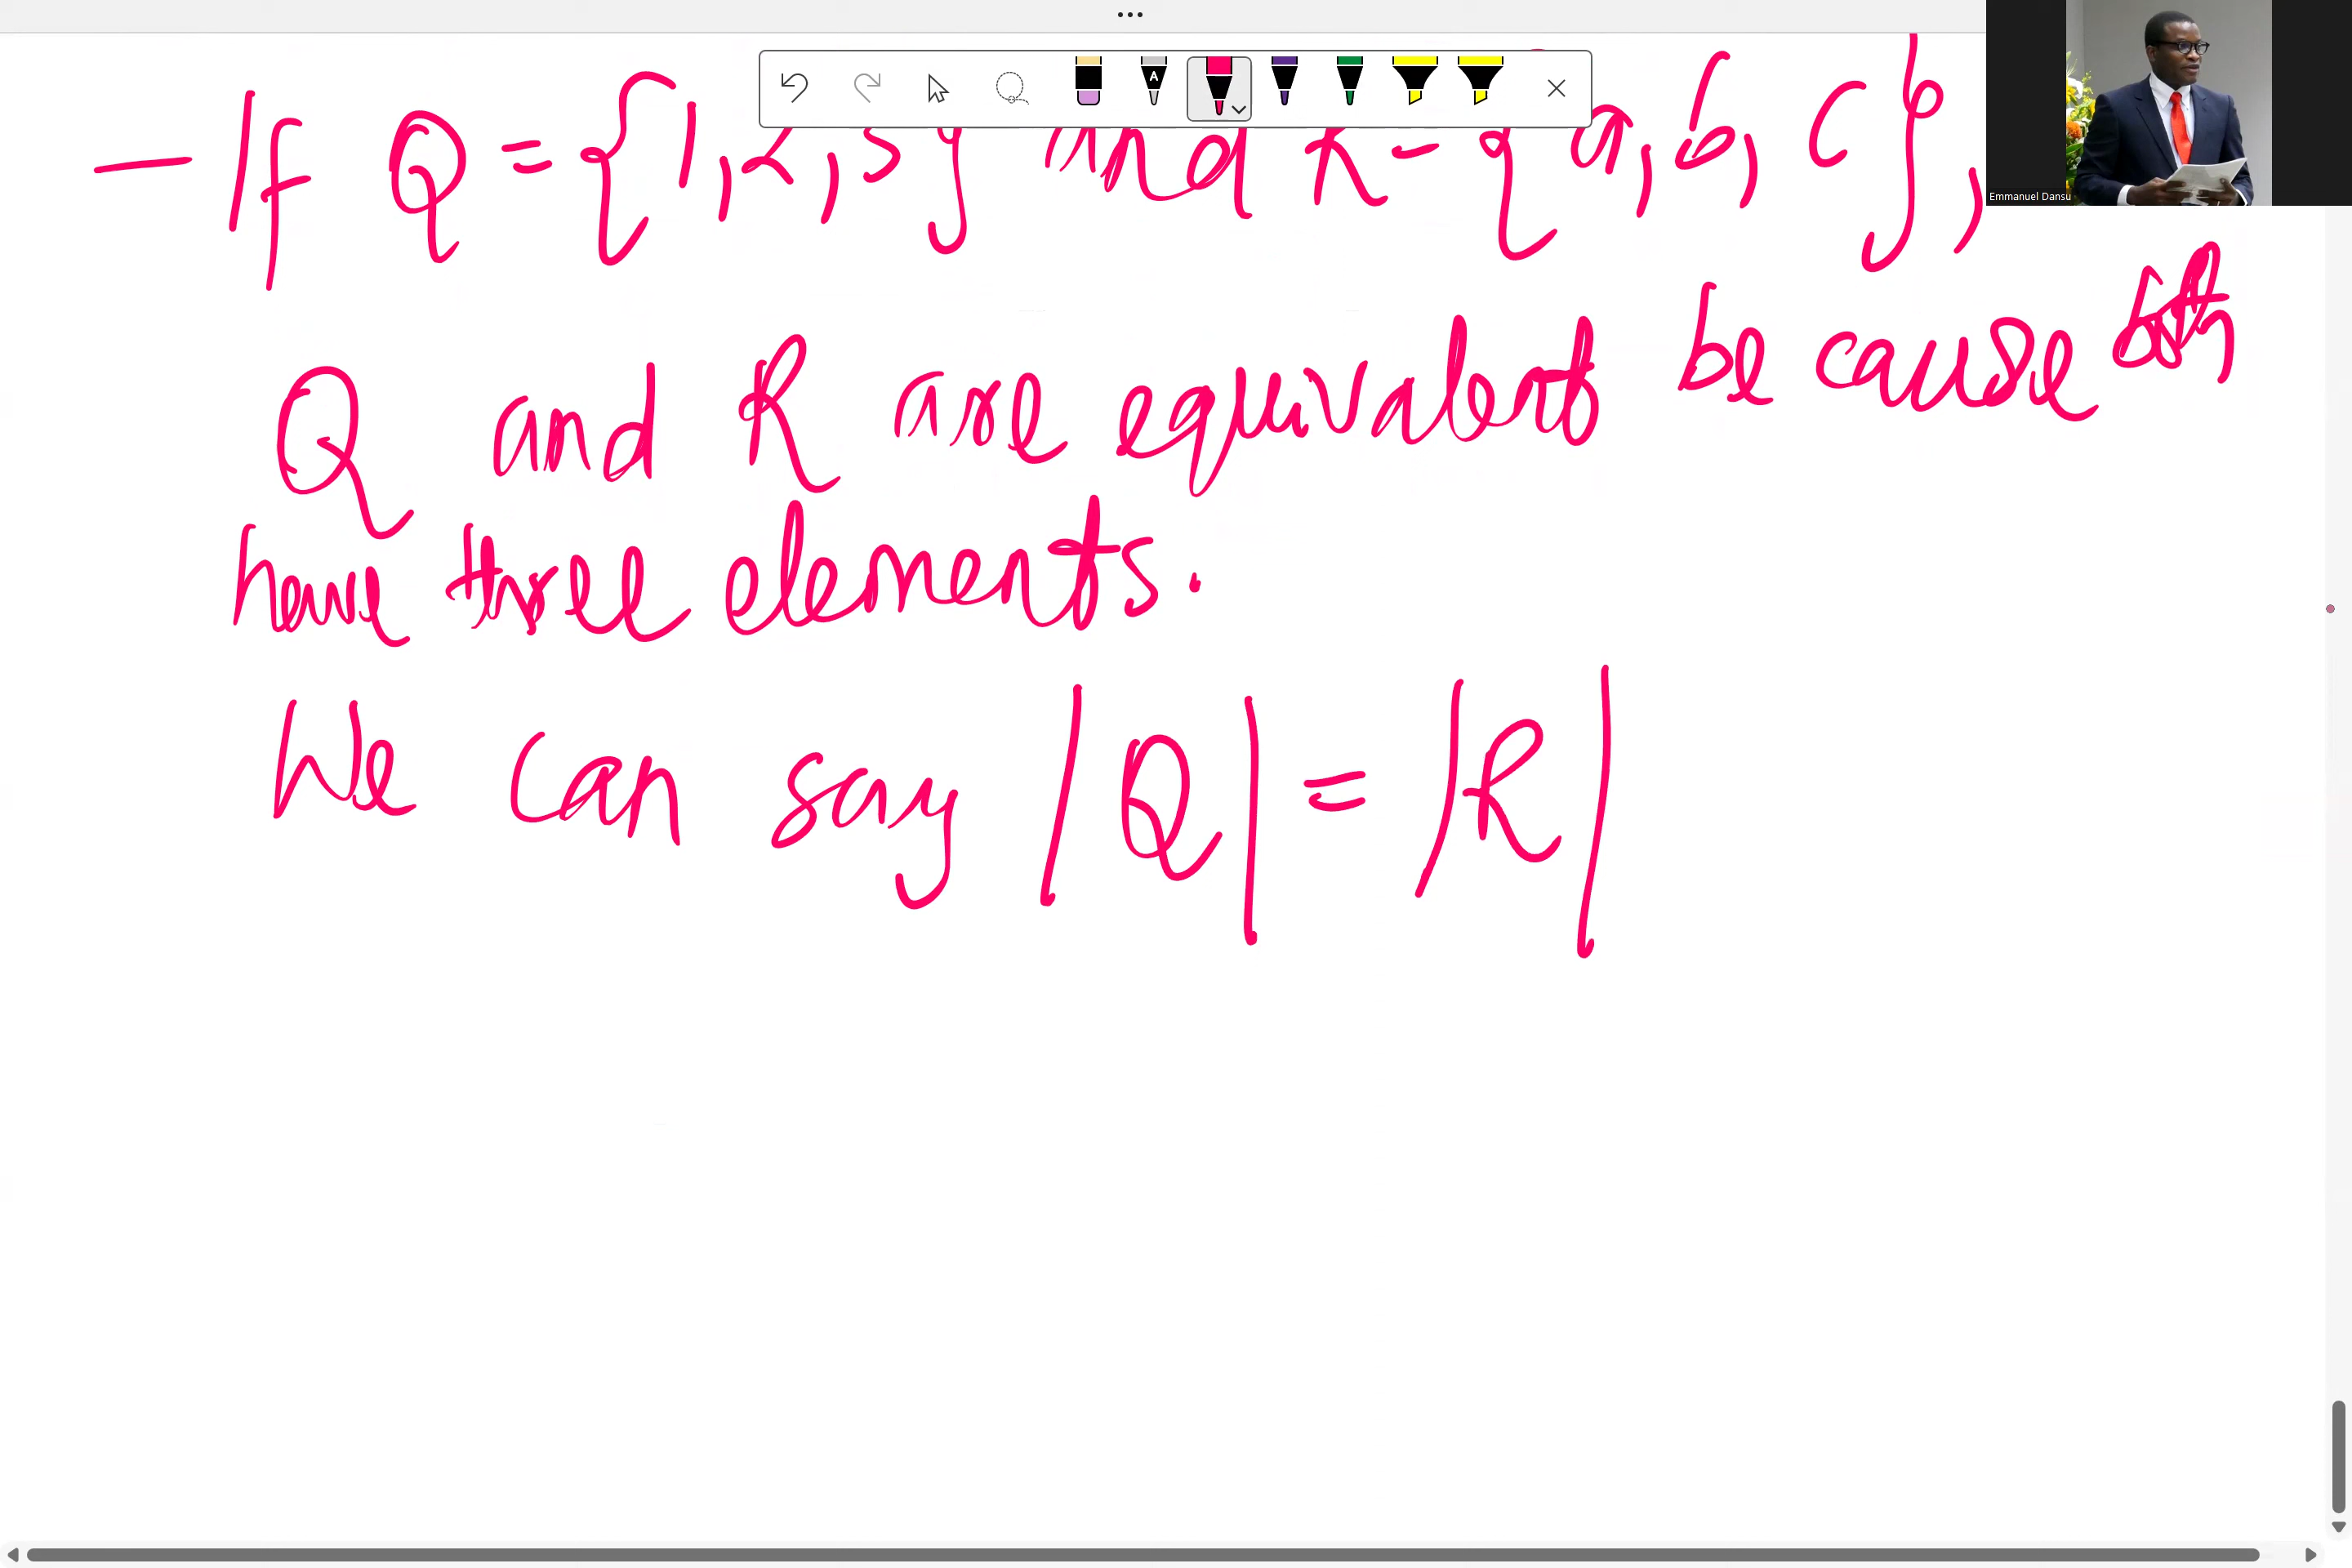 — If Q = {1, 2, 3} and R = {a, b, c},
A
Emmanuel Dansu
Q and R are equivalent because both
have three elements.
We can say |Q| = |R|